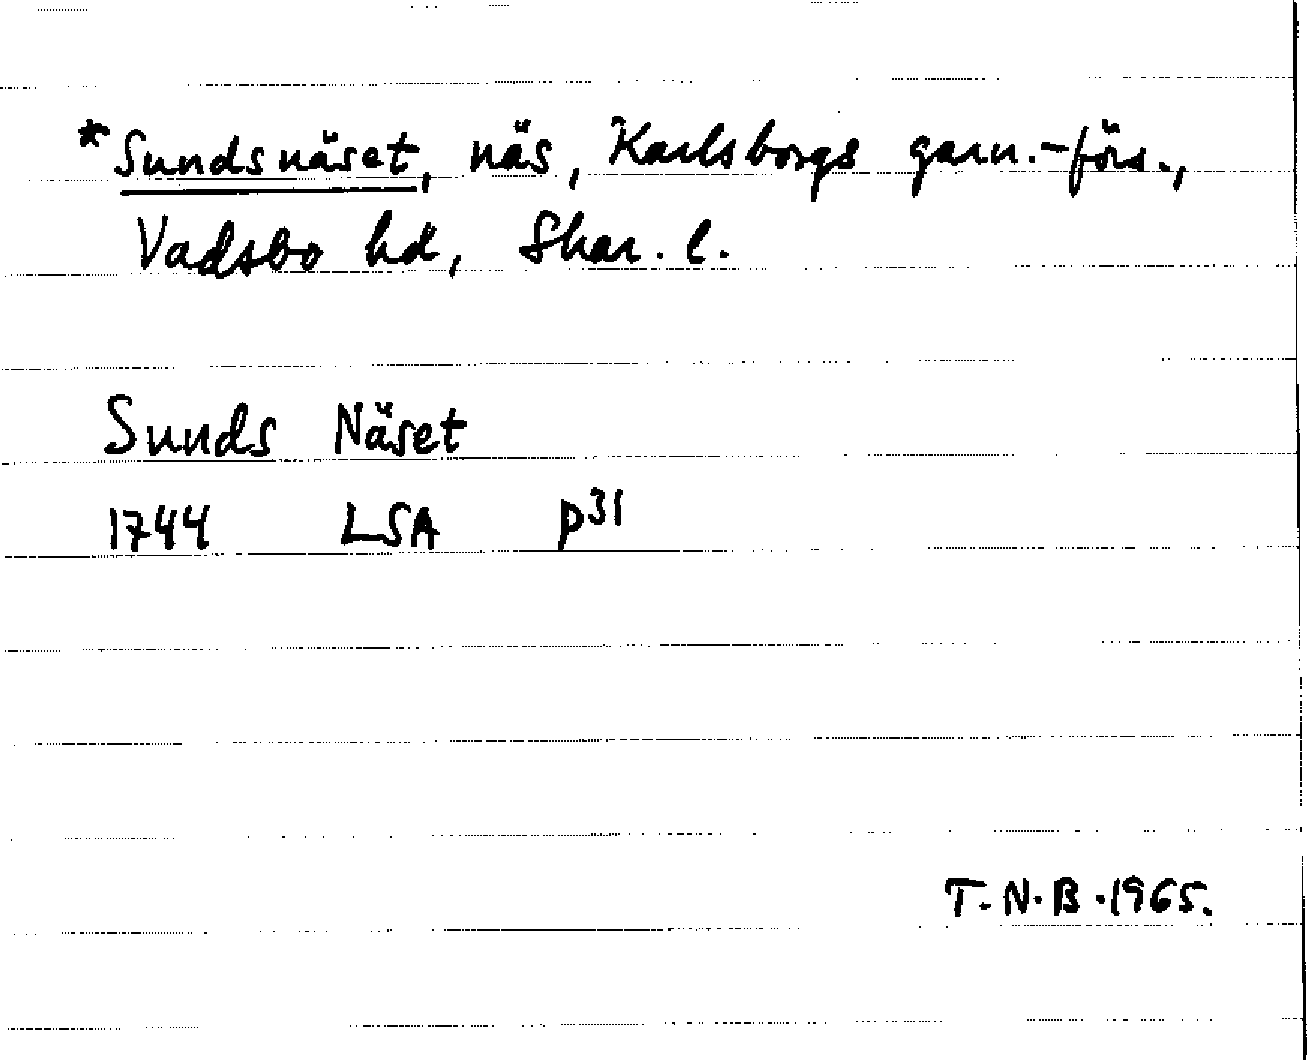 *Sundsnäset, näs, Karlsborgs garn.-förs.,
Vadsbo hd, Skar. l.
Sunds Näset
1744 LSA P31
T.N.B.1965.